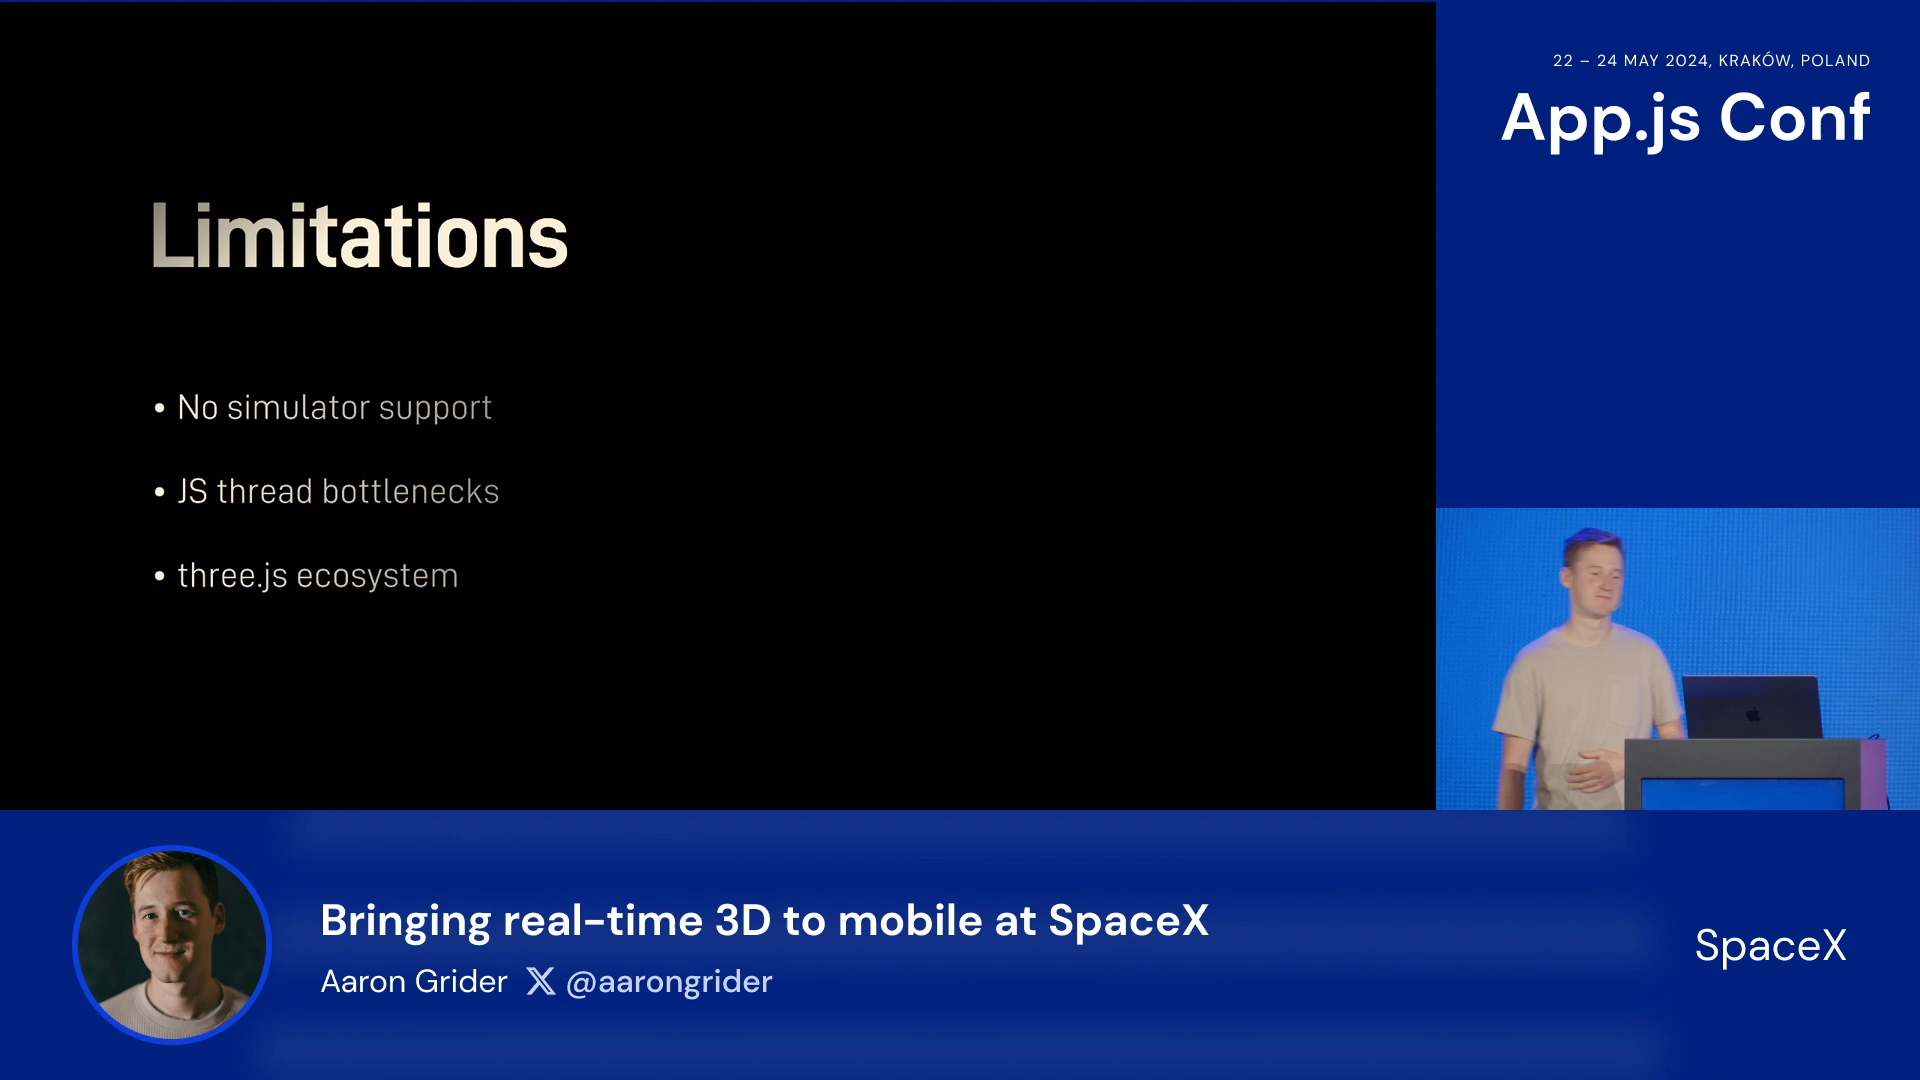 22 – 24 MAY 2024, KRAKÓW, POLAND
App.js Conf
Limitations
• No simulator support
• JS thread bottlenecks
• three.js ecosystem
Bringing real-time 3D to mobile at SpaceX
Aaron Grider X @aarongrider
SpaceX